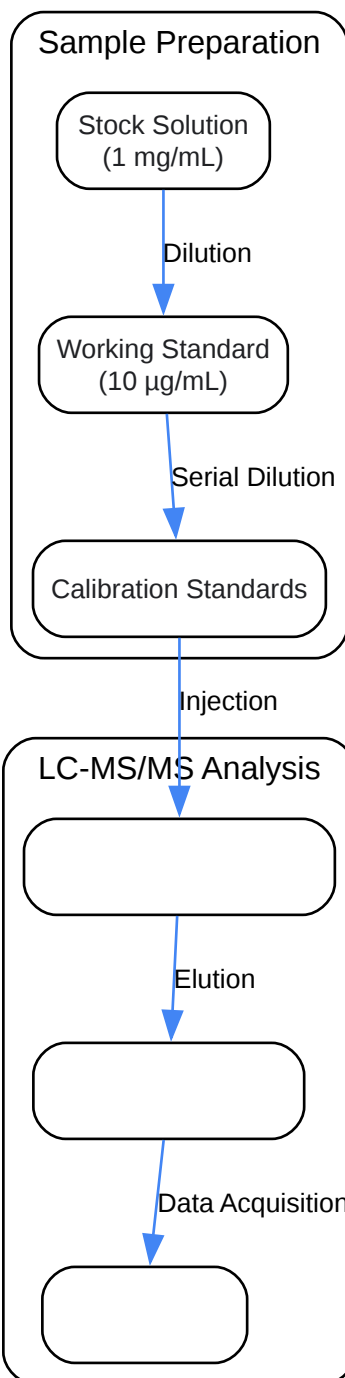 Sample Preparation
Stock Solution
(1 mg/mL)
Dilution
Working Standard
(10 µg/mL)
Serial Dilution
Calibration Standards
Injection
LC-MS/MS Analysis
Elution
Data Acquisition